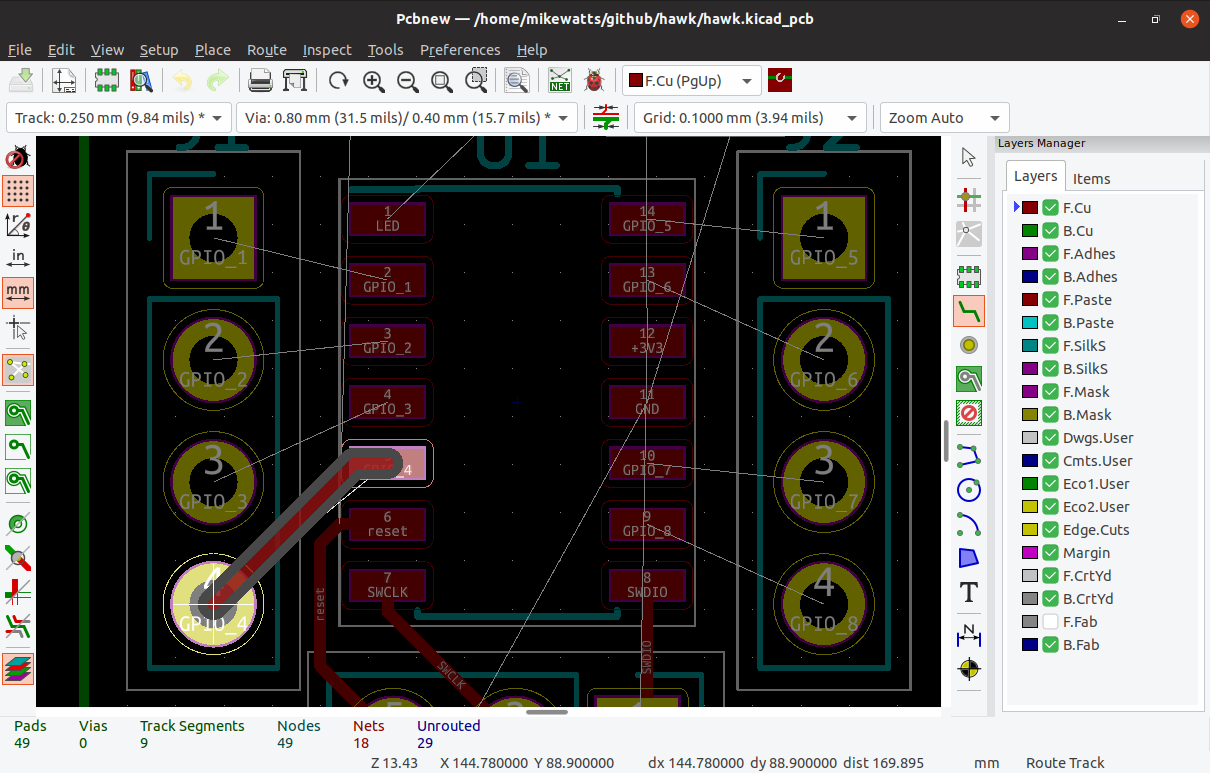 Pcbnew — /home/mikewatts/github/hawk/hawk.kicad_pcb
File Edit View Setup Place Route Inspect Tools Preferences Help
NET
F.Cu (PgUp)
Track: 0.250 mm (9.84 mils) *
Via: 0.80 mm (31.5 mils)/ 0.40 mm (15.7 mils) *
Grid: 0.1000 mm (3.94 mils)
Zoom Auto
in
mm
J1
U1
J2
1
GPIO_1
2
GPIO_2
3
GPIO_3
4
GPIO_4
1
LED
2
GPIO_1
3
GPIO_2
4
GPIO_3
_4
6
reset
7
SWCLK
14
GPIO_5
13
GPIO_6
12
+3V3
11
GND
10
GPIO_7
9
GPIO_8
8
SWDIO
1
GPIO_5
2
GPIO_6
3
GPIO_7
4
GPIO_8
reset
SWCLK
SWDIO
T
N
Layers Manager
Layers Items
F.Cu
B.Cu
F.Adhes
B.Adhes
F.Paste
B.Paste
F.SilkS
B.SilkS
F.Mask
B.Mask
Dwgs.User
Cmts.User
Eco1.User
Eco2.User
Edge.Cuts
Margin
F.CrtYd
B.CrtYd
F.Fab
B.Fab
Pads Vias Track Segments Nodes Nets Unrouted
49 0 9 49 18 29
Z 13.43 X 144.780000 Y 88.900000 dx 144.780000 dy 88.900000 dist 169.895 mm Route Track